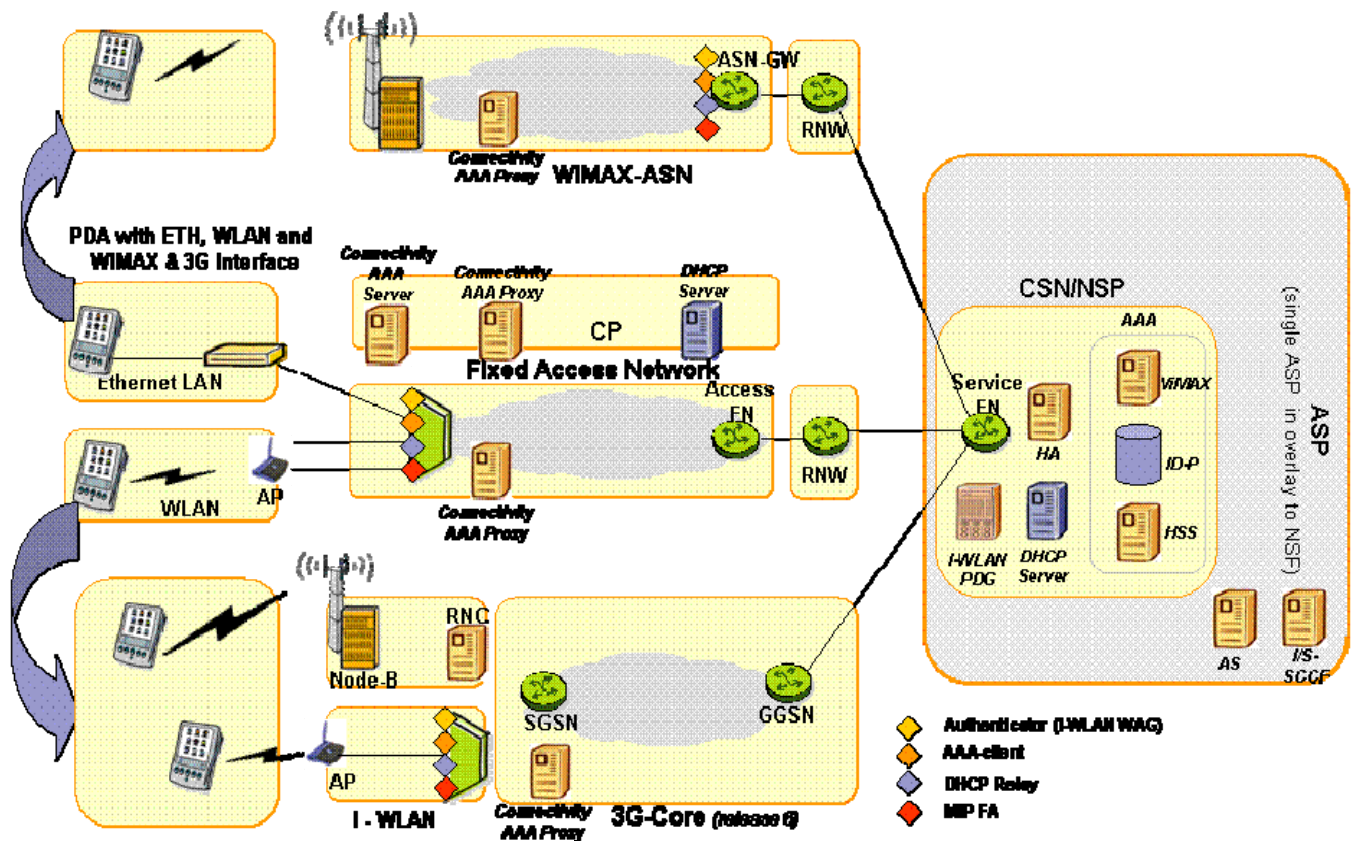 ASN-GW
RNW
Connectivity
AAA Proxy
WIMAX-ASN
PDA with ETH, WLAN and
WIMAX & 3G Interface
Connectivity
AAA
Server
Connectivity
AAA Proxy
DHCP
Server
CP
Ethernet LAN
Fixed Access Network
Access
EN
RNW
AP
WLAN
Connectivity
AAA Proxy
CSN/NSP
AAA
Service
EN
HA
WIMAX
ID-P
I-WLAN
PDG
DHCP
Server
HSS
ASP
(single ASP in overlay to NSP)
AS
I/S-
SCCF
Node-B
RNC
SGSN
GGSN
AP
I - WLAN
Connectivity
AAA Proxy
3G-Core (release 6)
Authenticator (I-WLAN WAG)
AAA-client
DHCP Relay
MIP FA